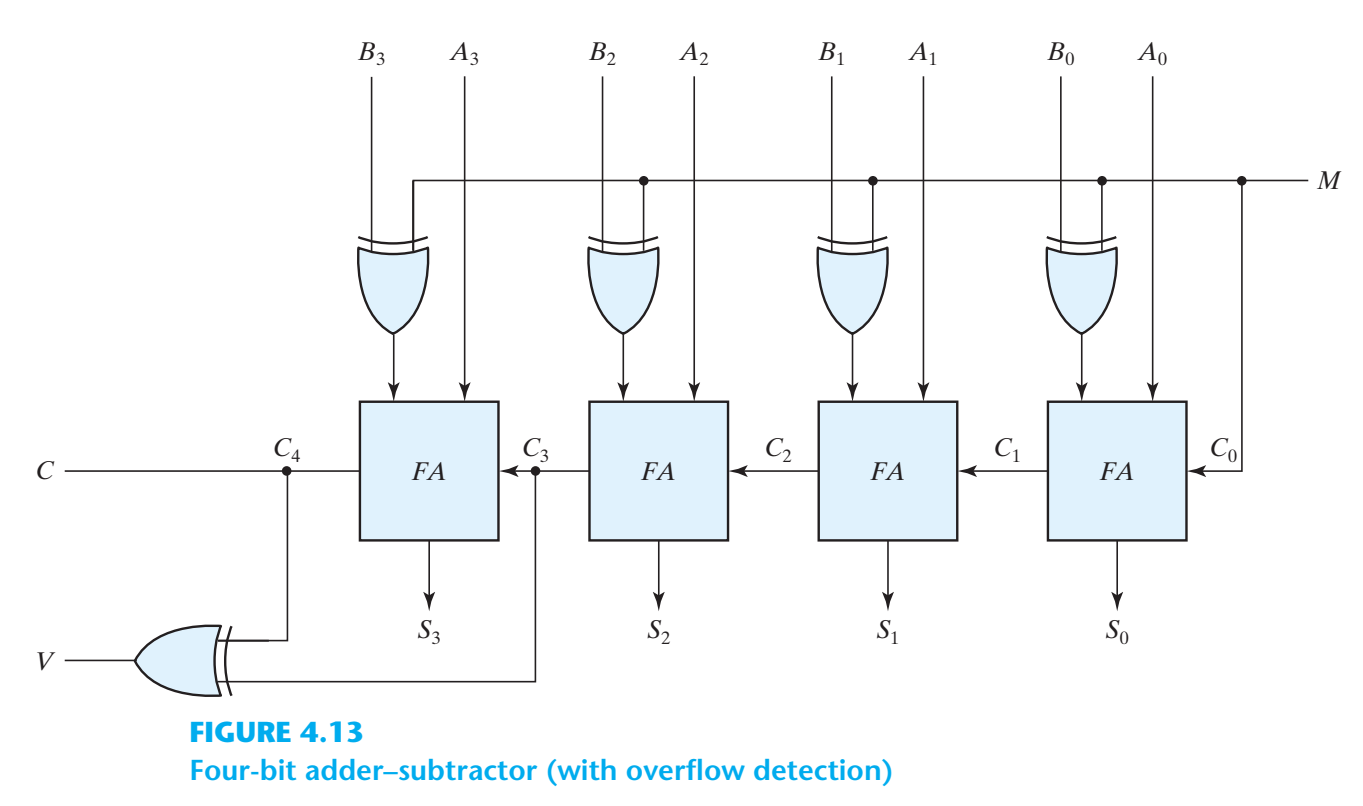 B3 A3 B2 A2 B1 A1 B0 A0
M
C C4 FA C3 FA C2 FA C1 FA C0
S3 S2 S1 S0
V
FIGURE 4.13
Four-bit adder–subtractor (with overflow detection)